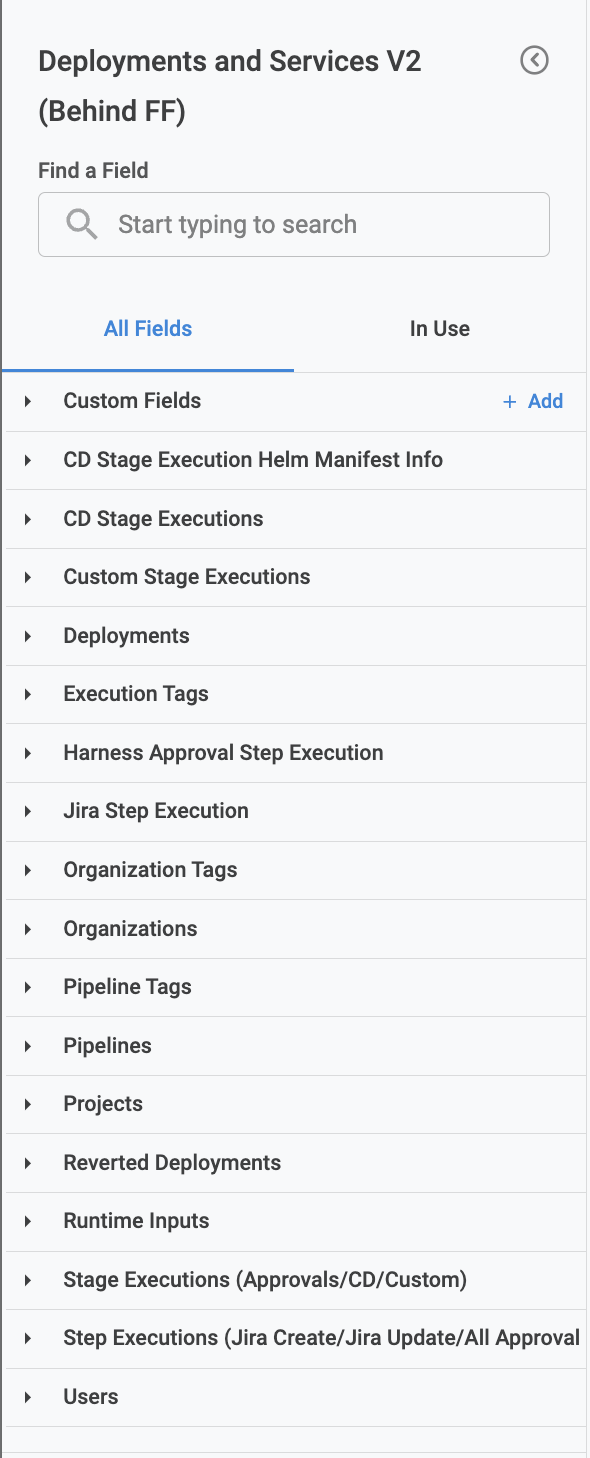 Deployments and Services V2
(Behind FF)
Find a Field
Start typing to search
All Fields
In Use
Custom Fields
+ Add
CD Stage Execution Helm Manifest Info
CD Stage Executions
Custom Stage Executions
Deployments
Execution Tags
Harness Approval Step Execution
Jira Step Execution
Organization Tags
Organizations
Pipeline Tags
Pipelines
Projects
Reverted Deployments
Runtime Inputs
Stage Executions (Approvals/CD/Custom)
Step Executions (Jira Create/Jira Update/All Approval
Users